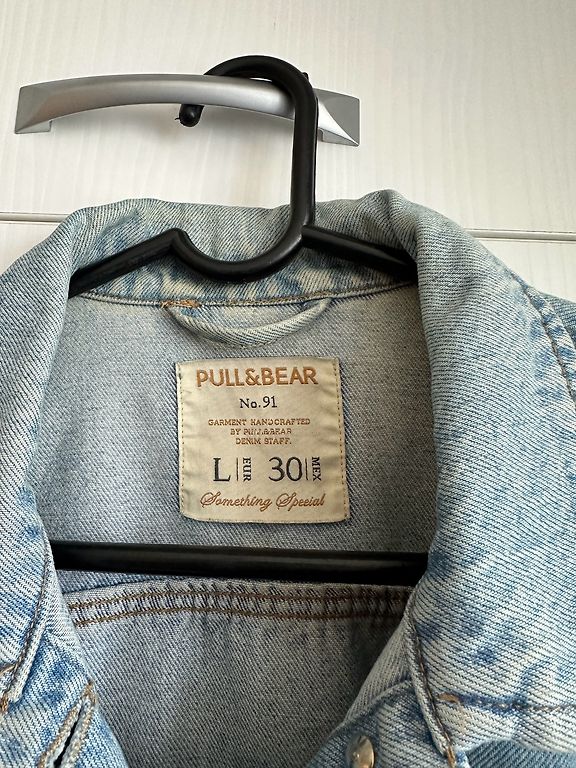 PULL&BEAR
No.91
GARMENT HANDCRAFTED
BY PULL&BEAR
DENIM STAFF.
L EUR 30 MEX
Something Special